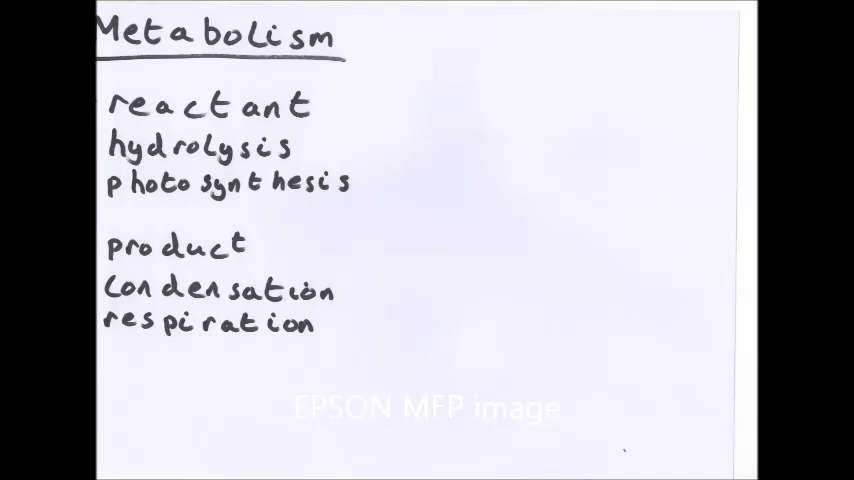 Metabolism
reactant
hydrolysis
photosynthesis
product
condensation
respiration
EPSON MFP image